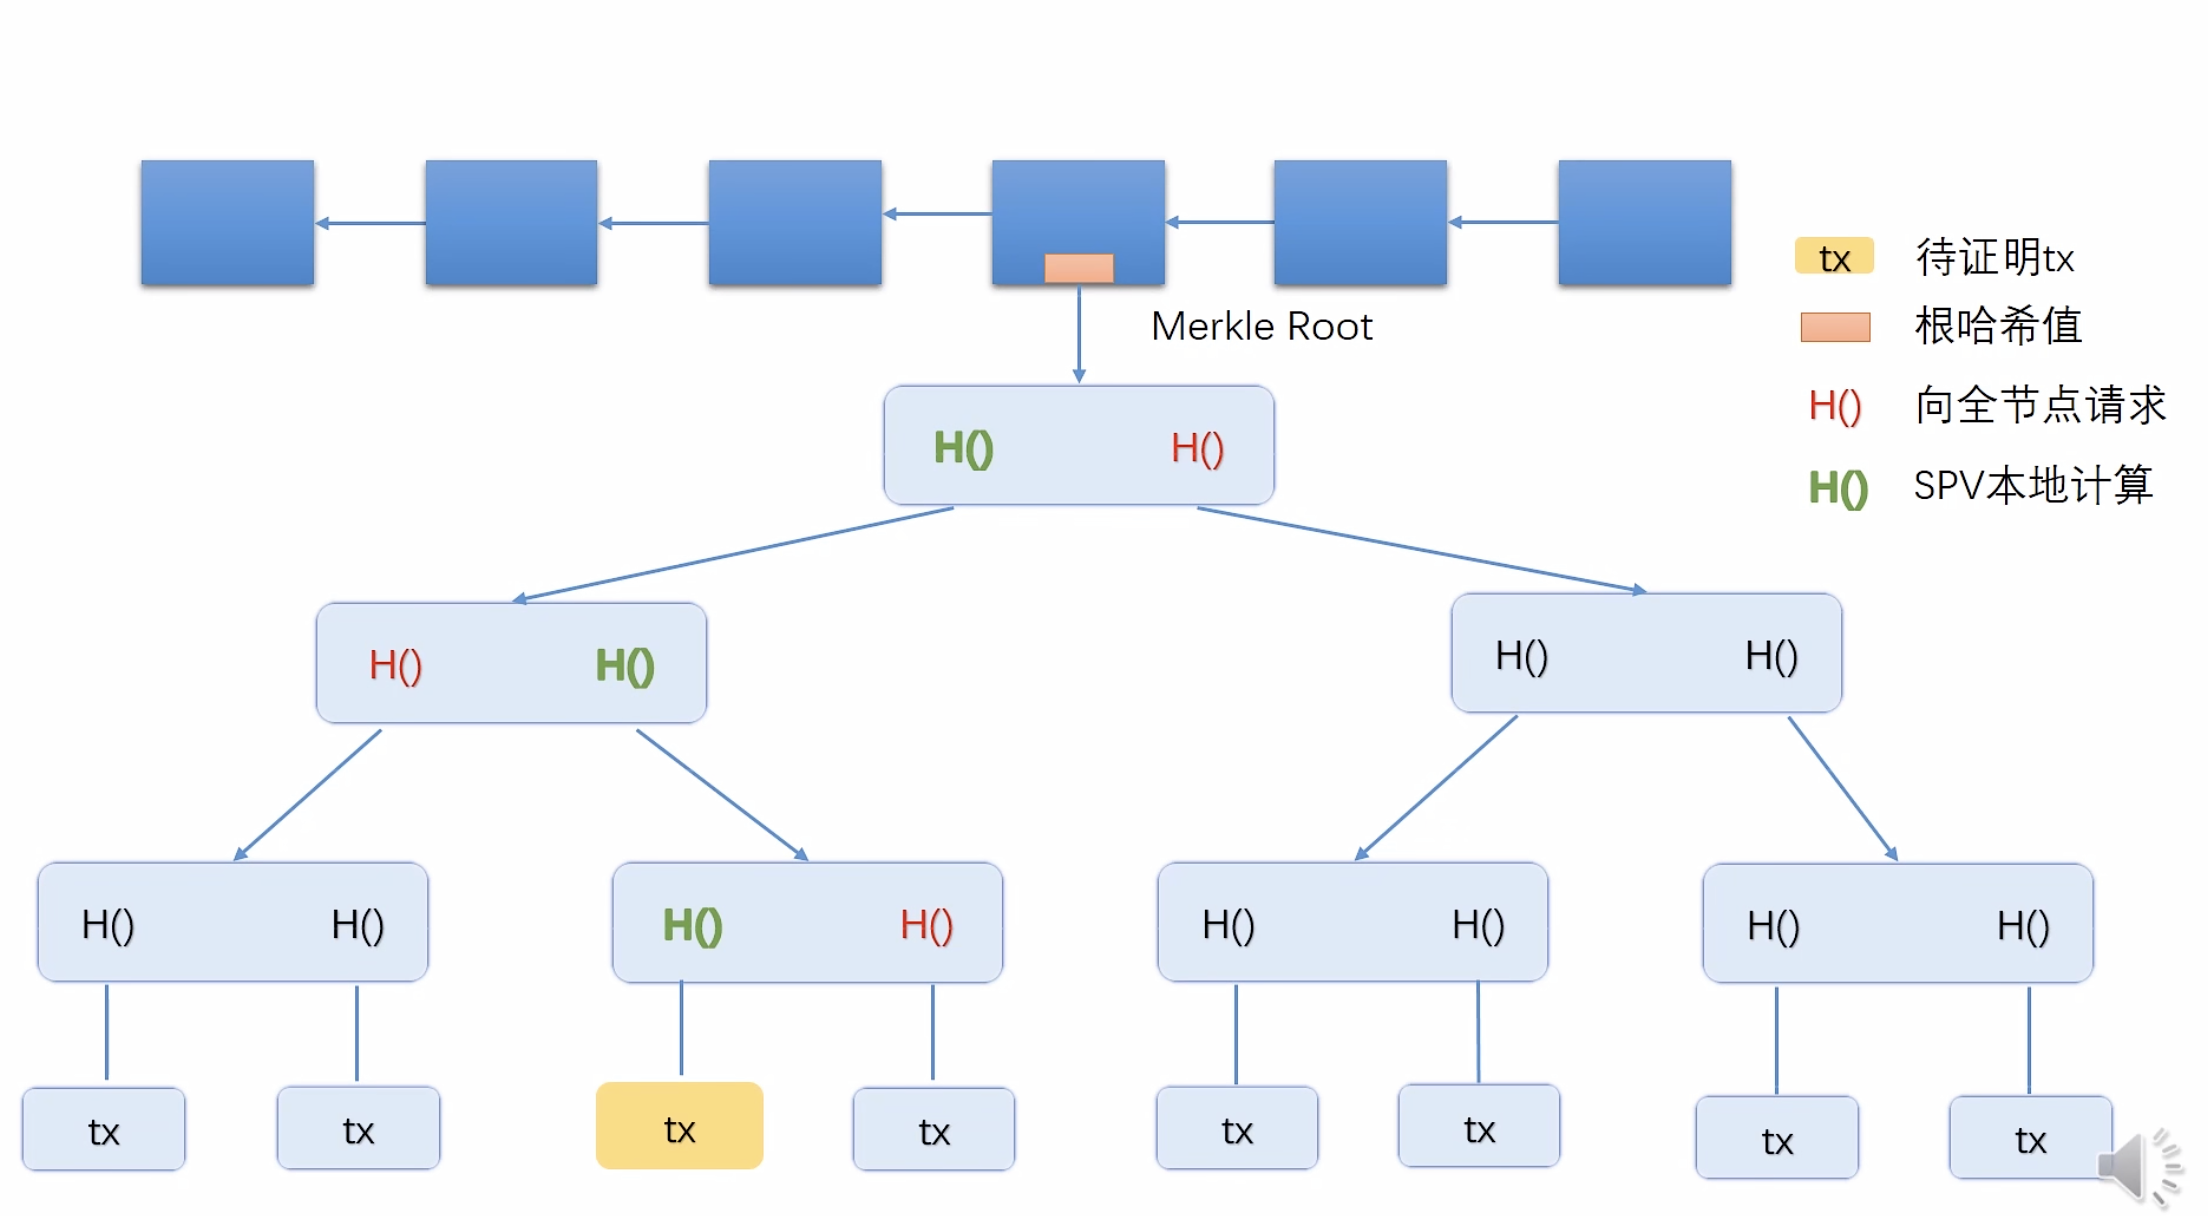 tx 待证明tx
Merkle Root
根哈希值
H() 向全节点请求
H() H()
H() SPV本地计算
H() H() H() H()
H() H() H() H() H() H() H() H()
tx tx tx tx tx tx tx tx